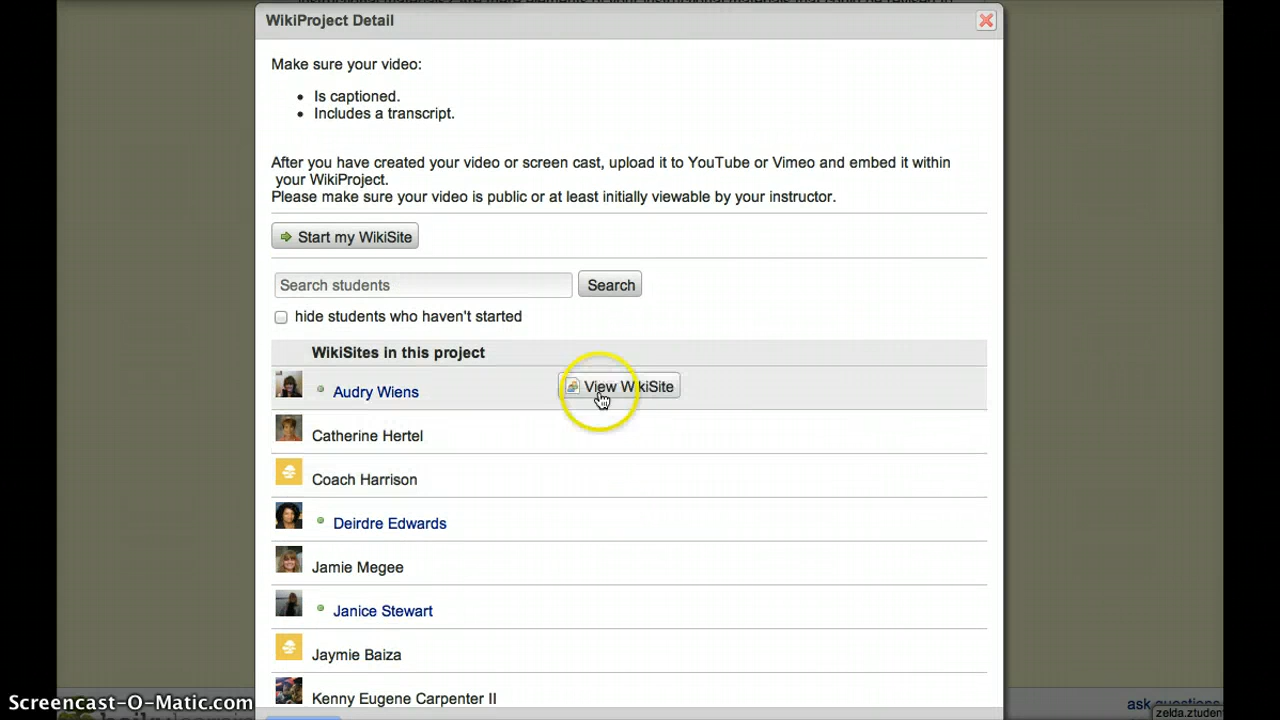 WikiProject Detail
Make sure your video:
Is captioned.
Includes a transcript.
After you have created your video or screen cast, upload it to YouTube or Vimeo and embed it within
your WikiProject.
Please make sure your video is public or at least initially viewable by your instructor.
Start my WikiSite
Search students
Search
hide students who haven't started
WikiSites in this project
Audry Wiens
View WikiSite
Catherine Hertel
Coach Harrison
Deirdre Edwards
Jamie Megee
Janice Stewart
Jaymie Baiza
Kenny Eugene Carpenter II
Screencast-O-Matic.com
ask questions
zelda.ztudent